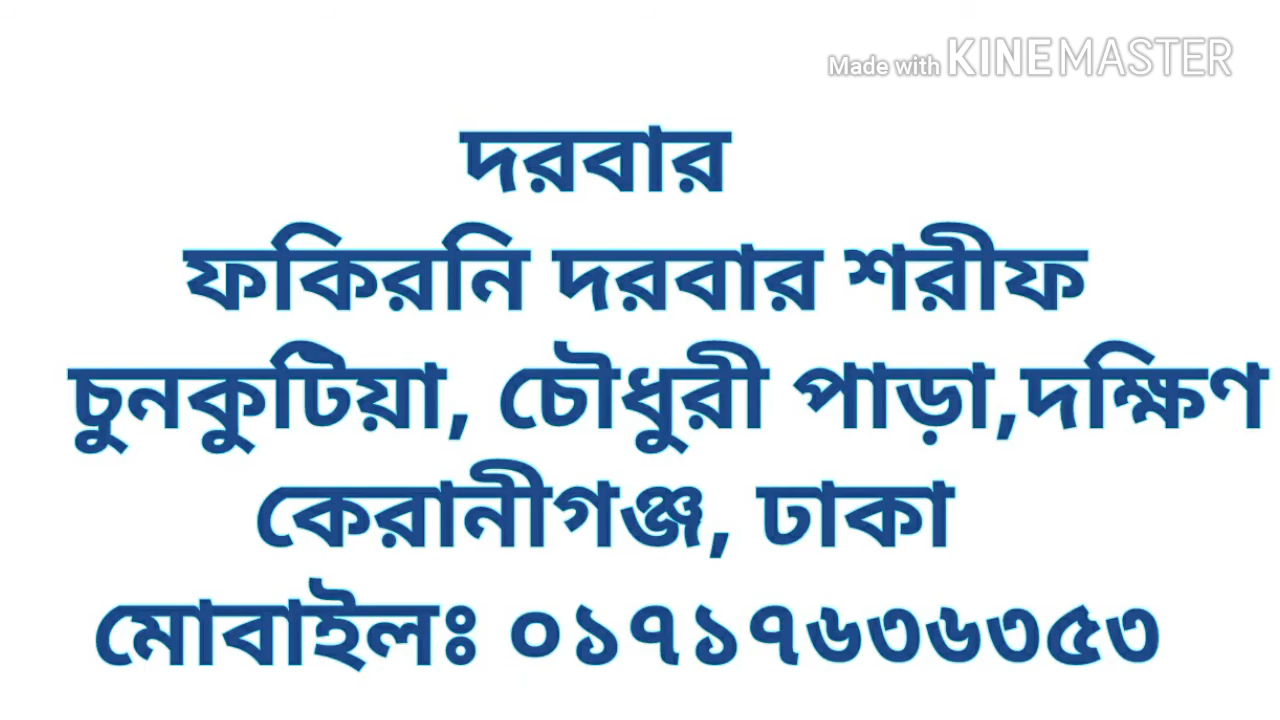 Made with KINEMASTER
দরবার
ফকিরনি দরবার শরীফ
চুনকুটিয়া, চৌধুরী পাড়া,দক্ষিণ
কেরানীগঞ্জ, ঢাকা
মোবাইলঃ ০১৭১৭৬৩৬৩৫৩